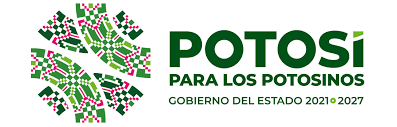 POTOSÍ
PARA LOS POTOSINOS
GOBIERNO DEL ESTADO 2021•2027